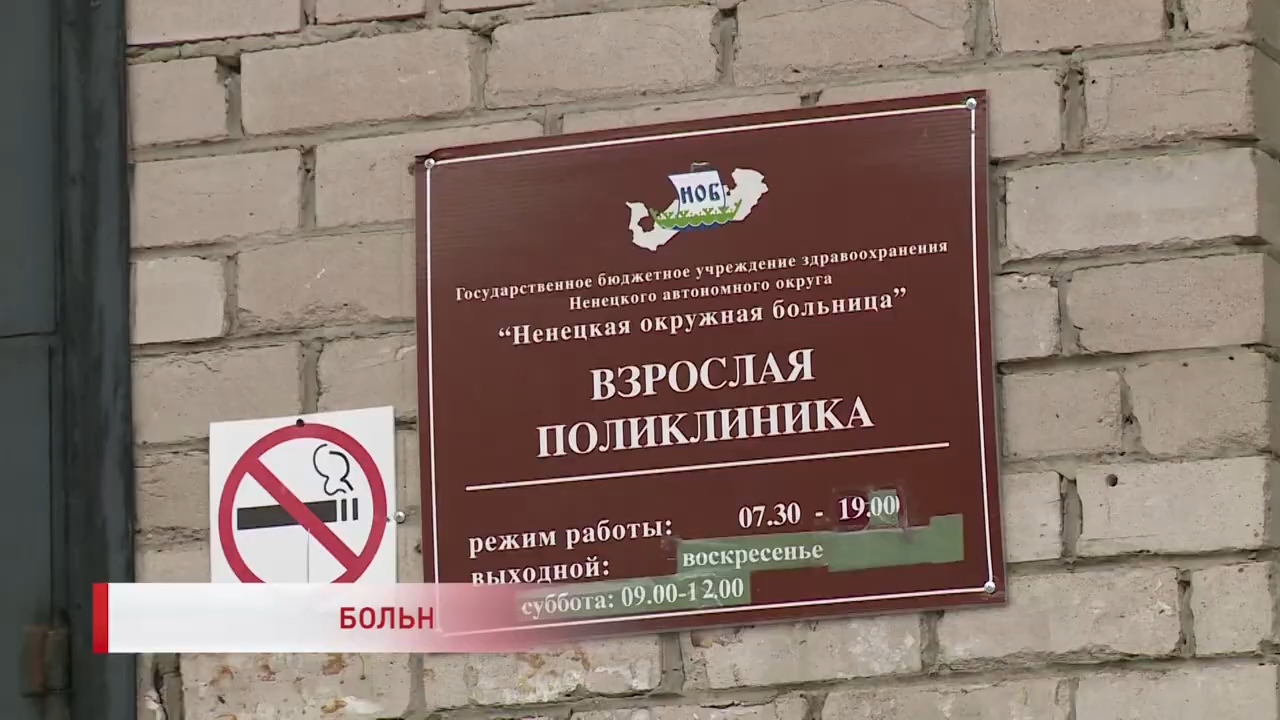 НОБ
Государственное бюджетное учреждение здравоохранения
Ненецкого автономного округа
“Ненецкая окружная больница”
ВЗРОСЛАЯ
ПОЛИКЛИНИКА
режим работы: 07.30 - 19.00
выходной: воскресенье
суббота: 09.00-12.00
БОЛЬН